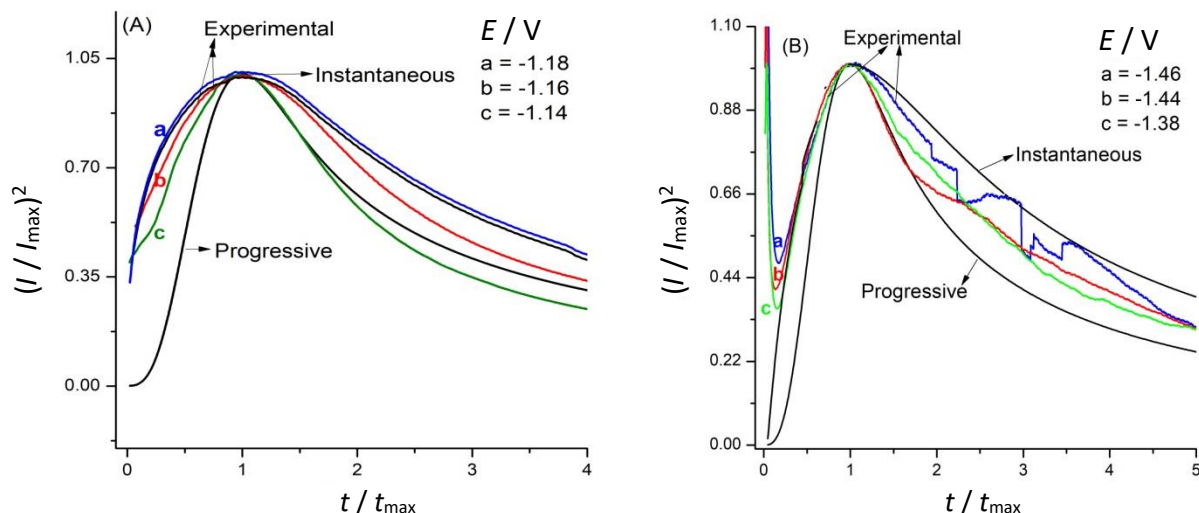 (A)
Experimental
E / V
a = -1.18
b = -1.16
c = -1.14
Instantaneous
a
b
c
Progressive
(I / Imax)²
1.05
0.70
0.35
0.00
0
1
2
3
4
t / tmax
(B)
Experimental
E / V
a = -1.46
b = -1.44
c = -1.38
Instantaneous
a
b
c
Progressive
(I / Imax)²
1.10
0.88
0.66
0.44
0.22
0.00
0
1
2
3
4
5
t / tmax